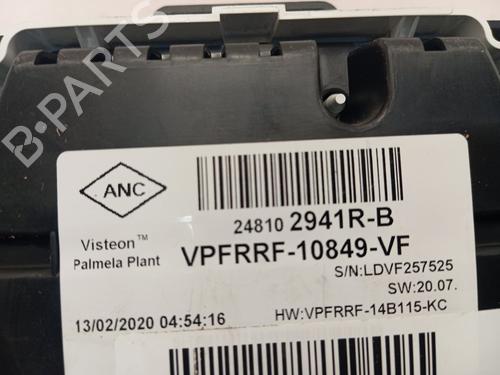 B-PARTS
ANC
24810 2941R-B
Visteon™
Palmela Plant
VPFRRF-10849-VF
S/N:LDVF257525
SW:20.07.
HW:VPFRRF-14B115-KC
13/02/2020 04:54:16